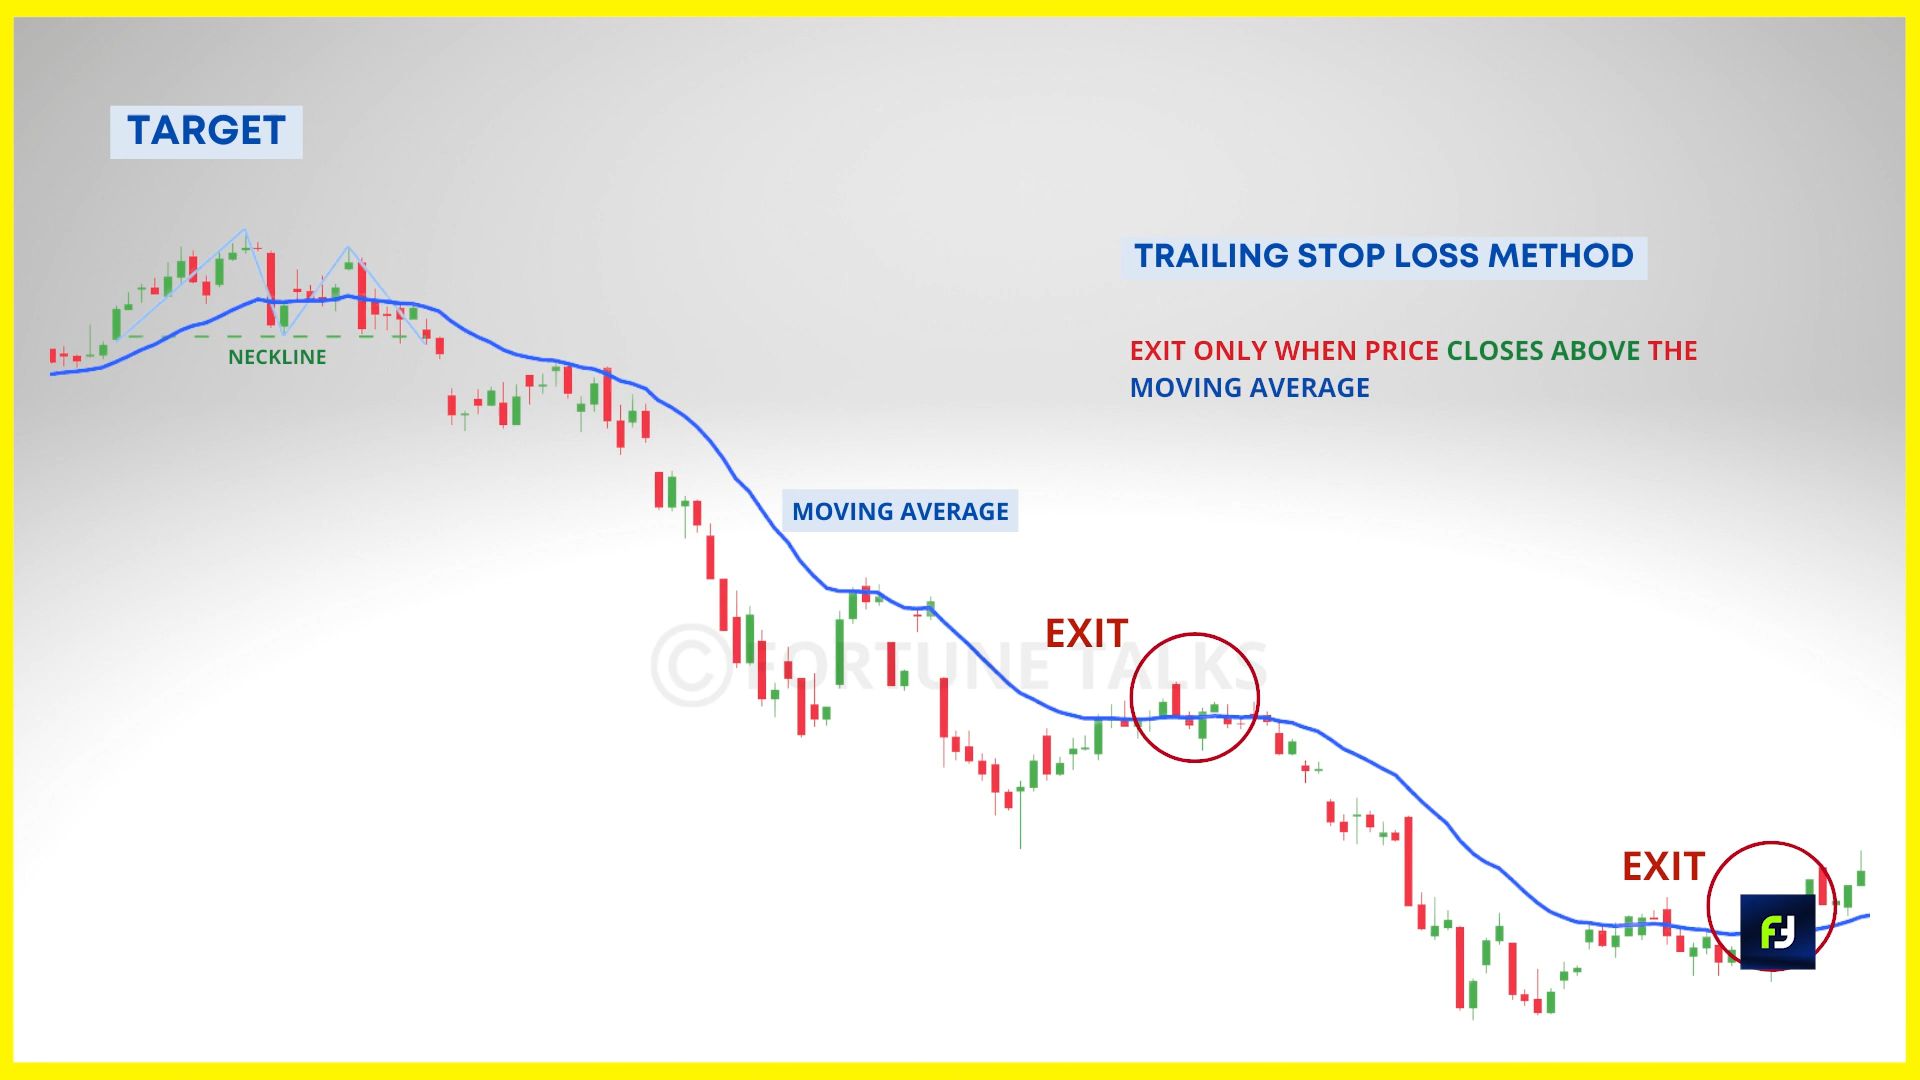 TARGET
TRAILING STOP LOSS METHOD
EXIT ONLY WHEN PRICE CLOSES ABOVE THE
MOVING AVERAGE
NECKLINE
MOVING AVERAGE
EXIT
© FORTUNE TALKS
EXIT